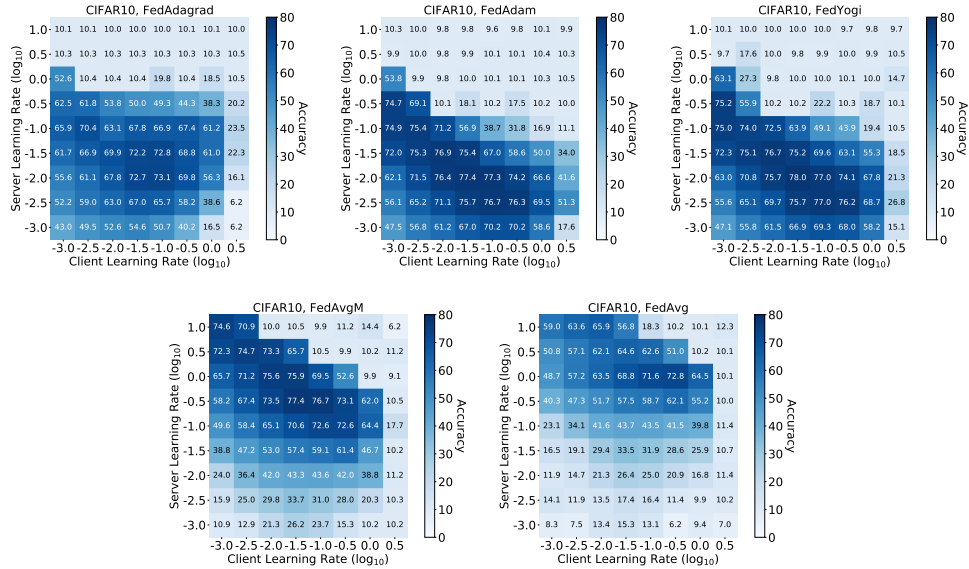 CIFAR10, FedAdagrad
1.0 10.1 10.1 10.0 10.0 10.1 10.1 10.1 10.0
0.5 10.3 10.4 10.0 10.0 10.3 10.1 10.4 10.3
0.0 52.6 10.4 10.4 10.4 19.8 10.4 18.5 10.5
-0.5 62.5 61.8 53.8 50.0 49.3 44.3 38.3 20.2
-1.0 65.9 70.4 63.1 67.8 66.9 67.4 61.2 23.5
-1.5 61.7 66.9 69.9 72.2 72.8 68.8 61.0 22.3
-2.0 55.6 61.1 67.8 72.7 73.1 69.8 56.3 16.1
-2.5 52.2 59.0 63.0 67.0 65.7 58.2 38.6 6.2
-3.0 43.0 49.5 52.6 54.6 50.7 40.2 16.5 6.2
-3.0 -2.5 -2.0 -1.5 -1.0 -0.5 0.0 0.5
Client Learning Rate (log10)
Server Learning Rate (log10)
80
70
60
50
40
30
20
10
0
Accuracy
CIFAR10, FedAdam
1.0 10.3 10.0 9.8 9.8 9.6 9.8 10.1 9.9
0.5 9.9 10.0 9.8 10.0 10.1 10.4 10.3 10.3
0.0 53.8 9.9 9.8 10.0 10.0 10.1 10.3 10.5
-0.5 74.7 69.1 10.1 18.1 10.2 17.5 10.2 10.0
-1.0 74.9 75.4 71.2 56.9 38.7 31.8 16.9 11.1
-1.5 72.0 75.3 76.9 75.4 67.0 58.6 50.0 34.0
-2.0 62.1 71.5 76.4 77.4 77.3 74.2 66.6 41.6
-2.5 56.1 65.2 71.1 76.2 76.7 76.3 69.5 51.3
-3.0 47.5 56.8 61.2 67.0 70.2 70.2 58.6 17.6
-3.0 -2.5 -2.0 -1.5 -1.0 -0.5 0.0 0.5
Client Learning Rate (log10)
Server Learning Rate (log10)
80
70
60
50
40
30
20
10
0
Accuracy
CIFAR10, FedYogi
1.0 10.1 10.1 10.0 10.0 10.0 9.7 9.8 9.7
0.5 9.7 17.6 10.0 9.8 9.9 10.0 9.9 10.5
0.0 63.1 27.3 9.8 10.0 10.0 10.1 10.0 14.7
-0.5 75.2 55.9 10.2 10.2 22.2 10.3 18.7 10.1
-1.0 75.0 74.0 72.5 63.9 49.1 43.9 19.4 10.5
-1.5 72.3 75.1 76.7 75.2 69.6 63.1 55.3 18.5
-2.0 62.0 70.8 75.7 78.0 77.0 74.1 67.8 21.3
-2.5 55.8 65.1 69.7 75.7 77.0 76.2 68.7 26.8
-3.0 47.1 55.8 61.5 66.9 69.3 68.0 58.2 15.1
-3.0 -2.5 -2.0 -1.5 -1.0 -0.5 0.0 0.5
Client Learning Rate (log10)
Server Learning Rate (log10)
80
70
60
50
40
30
20
10
0
Accuracy
CIFAR10, FedAvgM
1.0 74.6 70.9 10.0 10.5 9.9 11.2 14.4 6.2
0.5 72.3 74.7 73.3 65.7 10.5 9.9 10.2 11.2
0.0 65.7 71.2 75.6 75.9 69.5 52.6 9.9 9.1
-0.5 58.2 67.4 73.5 77.4 76.7 73.1 62.0 10.5
-1.0 49.6 58.4 65.1 70.6 72.6 72.6 64.4 17.7
-1.5 38.8 47.2 53.0 57.4 59.1 61.4 46.7 10.2
-2.0 24.0 36.4 42.0 43.3 43.6 42.0 38.8 11.2
-2.5 15.9 25.0 29.8 33.7 31.0 28.0 20.3 10.3
-3.0 10.9 12.9 21.3 26.2 23.7 15.3 10.2 10.2
-3.0 -2.5 -2.0 -1.5 -1.0 -0.5 0.0 0.5
Client Learning Rate (log10)
Server Learning Rate (log10)
80
70
60
50
40
30
20
10
0
Accuracy
CIFAR10, FedAvg
1.0 59.0 63.6 65.9 56.8 18.3 10.2 10.1 12.3
0.5 50.8 57.1 62.1 64.6 62.6 51.0 10.2 10.1
0.0 48.7 57.2 63.5 68.8 71.6 72.8 64.5 10.1
-0.5 40.3 47.3 51.7 57.5 58.7 62.1 55.2 10.0
-1.0 23.1 34.1 41.6 43.7 43.5 41.5 39.8 11.4
-1.5 16.5 19.1 29.4 33.5 31.9 28.6 25.9 10.7
-2.0 11.9 14.7 21.3 26.4 25.0 20.9 16.9 11.4
-2.5 14.1 11.9 13.5 17.4 16.4 11.4 9.9 10.2
-3.0 8.3 7.5 13.4 15.3 13.1 6.2 9.4 7.0
-3.0 -2.5 -2.0 -1.5 -1.0 -0.5 0.0 0.5
Client Learning Rate (log10)
Server Learning Rate (log10)
80
70
60
50
40
30
20
10
0
Accuracy